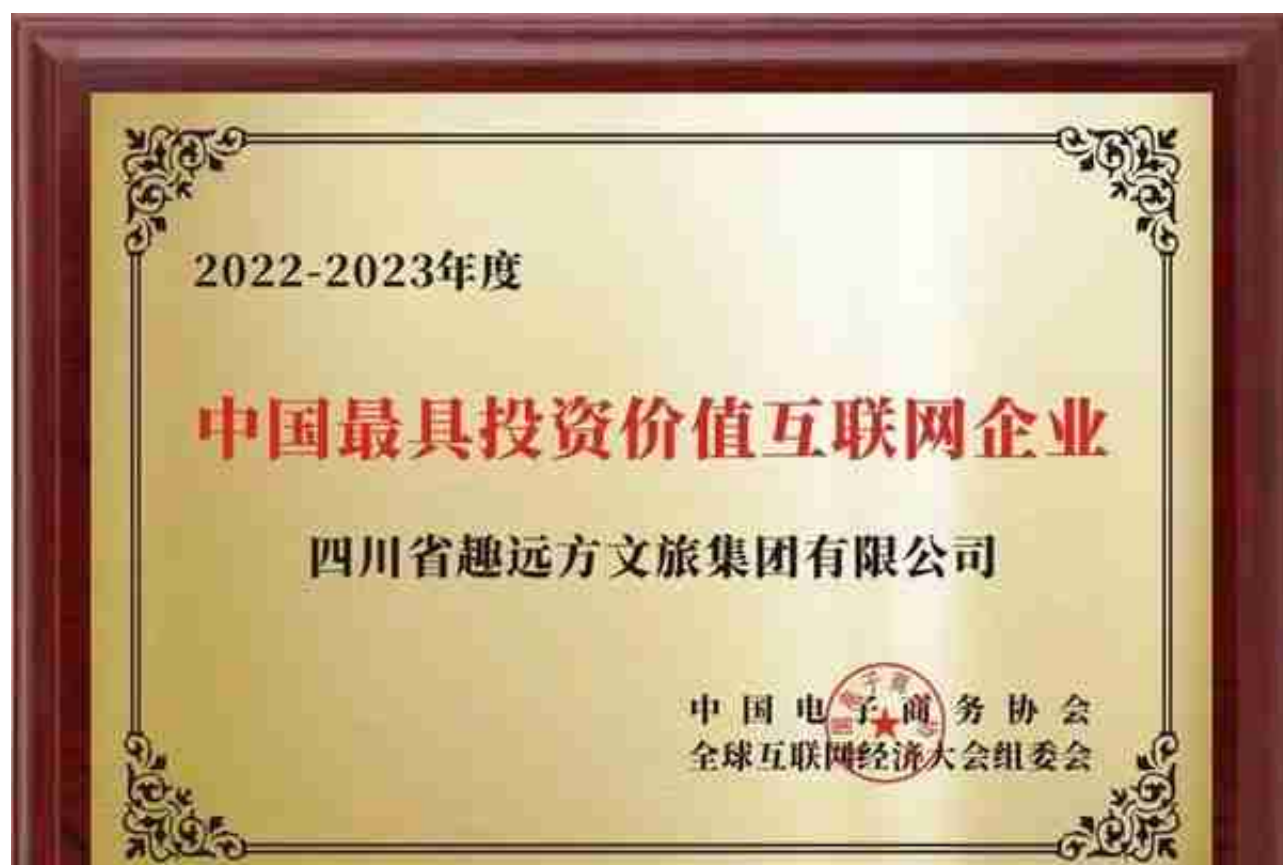 2022-2023年度
中国最具投资价值互联网企业
四川省趣远方文旅集团有限公司
中国电子商务协会
全球互联网经济大会组委会